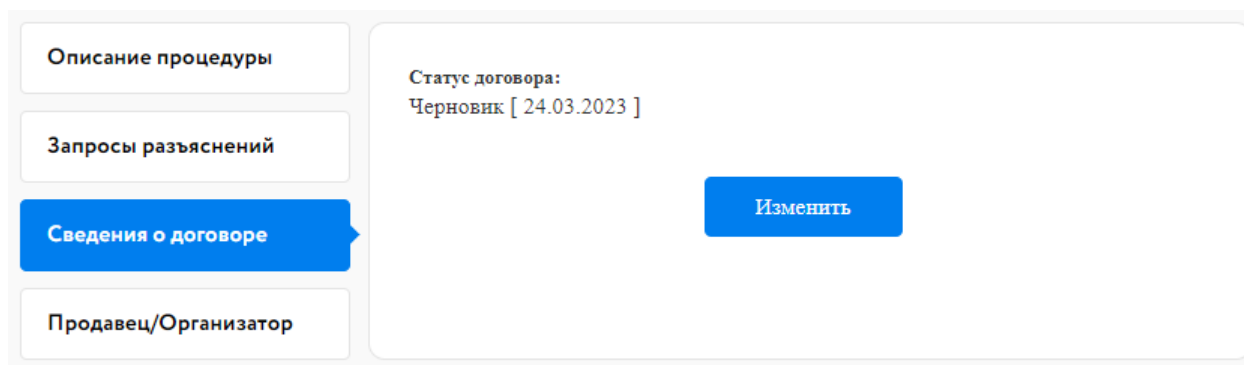 Описание процедуры
Запросы разъяснений
Сведения о договоре
Продавец/Организатор
Статус договора:
Черновик [ 24.03.2023 ]
Изменить